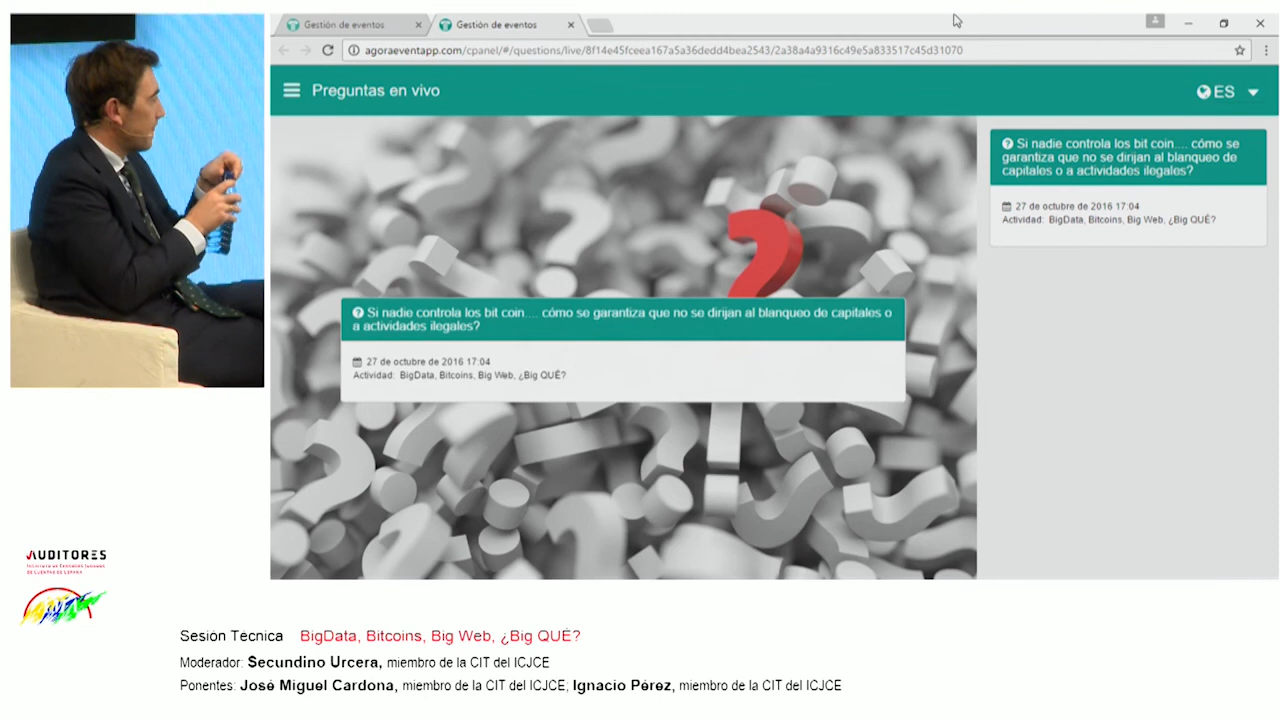 Gestión de eventos
Gestión de eventos
agoraeventapp.com/cpanel/#/questions/live/8f14e45fceea167a5a36dedd4bea2543/2a38a4a9316c49e5a833517c45d31070
Preguntas en vivo
ES
Si nadie controla los bit coin.... cómo se garantiza que no se dirijan al blanqueo de capitales o
a actividades ilegales?
27 de octubre de 2016 17:04
Actividad: BigData, Bitcoins, Big Web, ¿Big QUÉ?
Si nadie controla los bit coin.... cómo se
garantiza que no se dirijan al blanqueo de
capitales o a actividades ilegales?
27 de octubre de 2016 17:04
Actividad: BigData, Bitcoins, Big Web, ¿Big QUÉ?
AUDITORES
Sesión Técnica BigData, Bitcoins, Big Web, ¿Big QUÉ?
Moderador: Secundino Urcera, miembro de la CIT del ICJCE
Ponentes: José Miguel Cardona, miembro de la CIT del ICJCE; Ignacio Pérez, miembro de la CIT del ICJCE